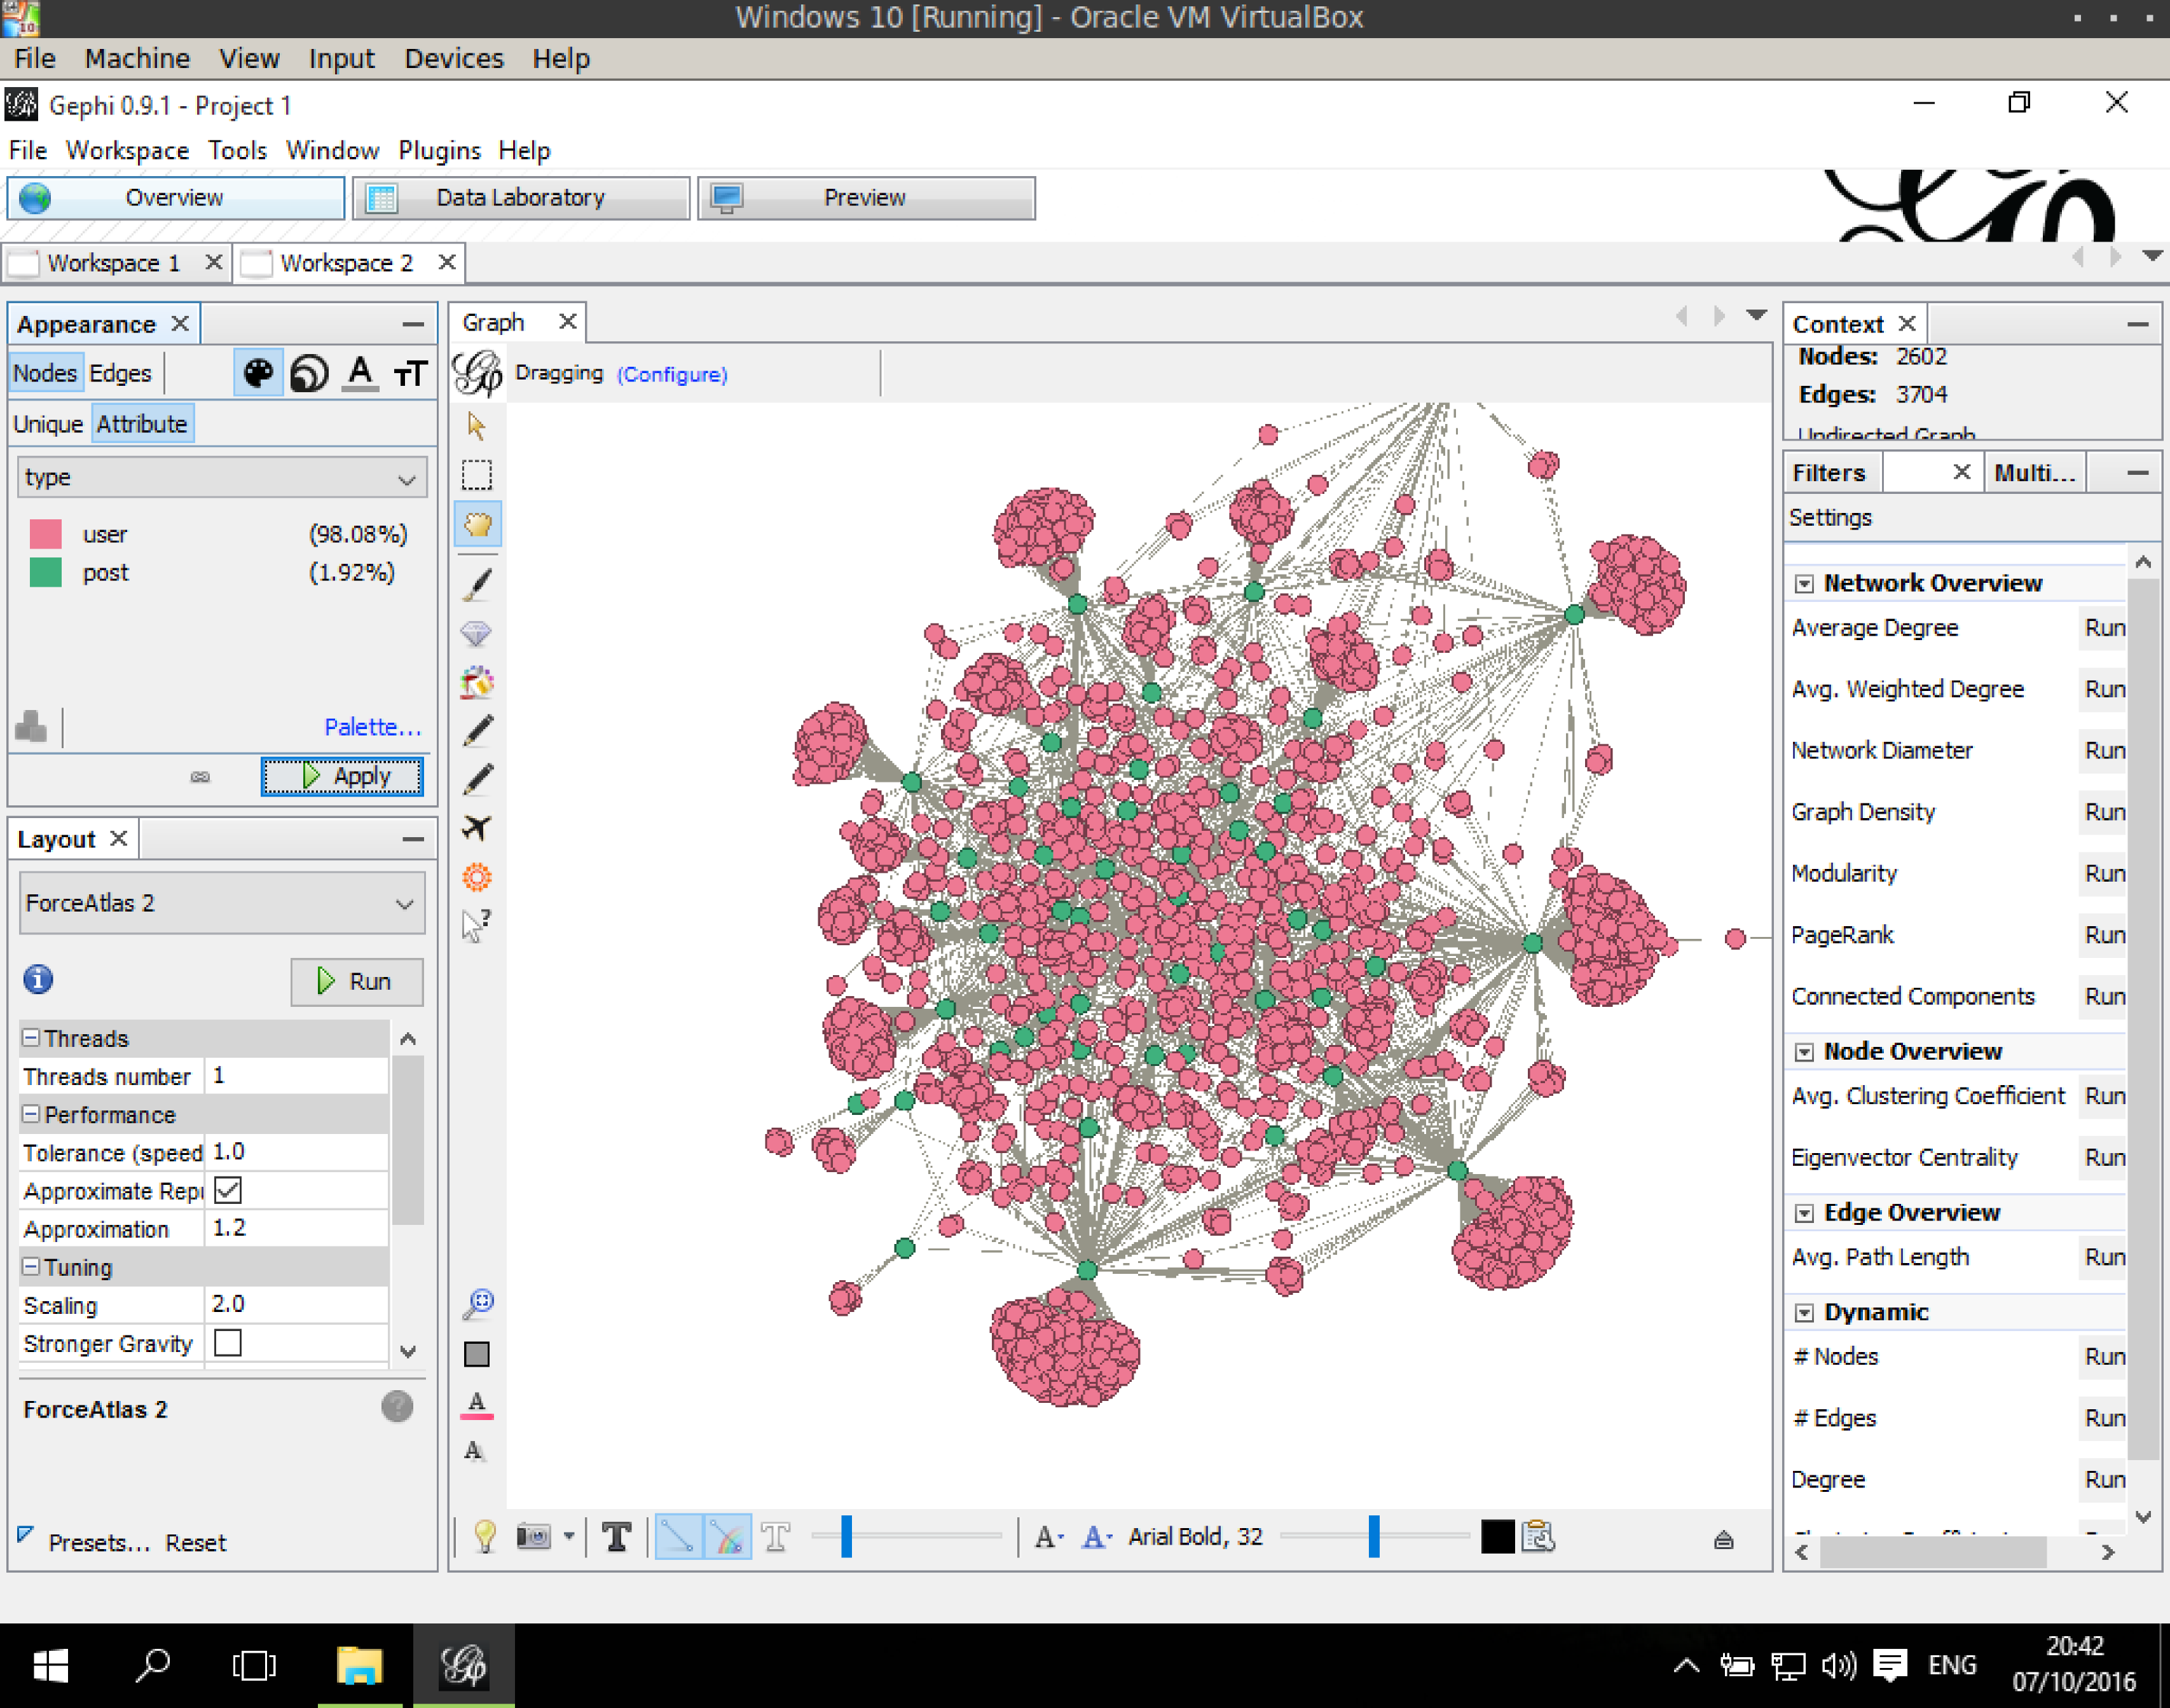 Windows 10 [Running] - Oracle VM VirtualBox
File Machine View Input Devices Help
Gephi 0.9.1 - Project 1
File Workspace Tools Window Plugins Help
Overview Data Laboratory Preview
Workspace 1 Workspace 2
Appearance
Nodes Edges
Unique Attribute
type
user (98.08%)
post (1.92%)
Palette...
Apply
Layout
ForceAtlas 2
Run
Threads
Threads number 1
Performance
Tolerance (speed 1.0
Approximate Repu
Approximation 1.2
Tuning
Scaling 2.0
Stronger Gravity
ForceAtlas 2
Presets... Reset
Graph
Dragging (Configure)
Arial Bold, 32
Context
Nodes: 2602
Edges: 3704
Undirected Graph
Filters Multi...
Settings
Network Overview
Average Degree Run
Avg. Weighted Degree Run
Network Diameter Run
Graph Density Run
Modularity Run
PageRank Run
Connected Components Run
Node Overview
Avg. Clustering Coefficient Run
Eigenvector Centrality Run
Edge Overview
Avg. Path Length Run
Dynamic
# Nodes Run
# Edges Run
Degree Run
ENG
20:42
07/10/2016